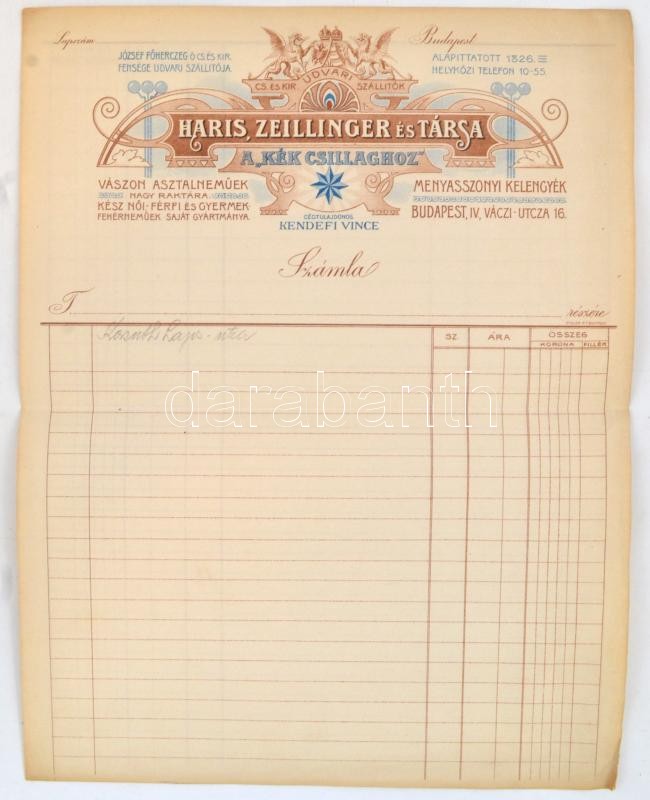 Lapszám
Budapest
JÓZSEF FŐHERCZEG Ő CS. ÉS KIR.
FENSÉGE UDVARI SZÁLLITÓJA.
ALAPÍTTATOTT 1826.
HELYKÖZI TELEFON 10-55.
CS. ÉS KIR. UDVARI SZÁLLITÓK
HARIS, ZEILLINGER ÉS TÁRSA
A „KÉK CSILLAGHOZ”
VÁSZON ASZTALNEMŰEK
NAGY RAKTÁRA.
KÉSZ NŐI-FÉRFI ÉS GYERMEK
FEHÉRNEMŰEK SAJÁT GYÁRTMÁNYA.
MENYASSZONYI KELENGYÉK
BUDAPEST, IV, VÁCZI-UTCZA 16.
CÉGTULAJDONOS
KENDEFI VINCE
Számla
T
részére
Kossuth Lajos - utca
SZ.
ÁRA
ÖSSZEG
KORONA
FILLÉR
darabanth